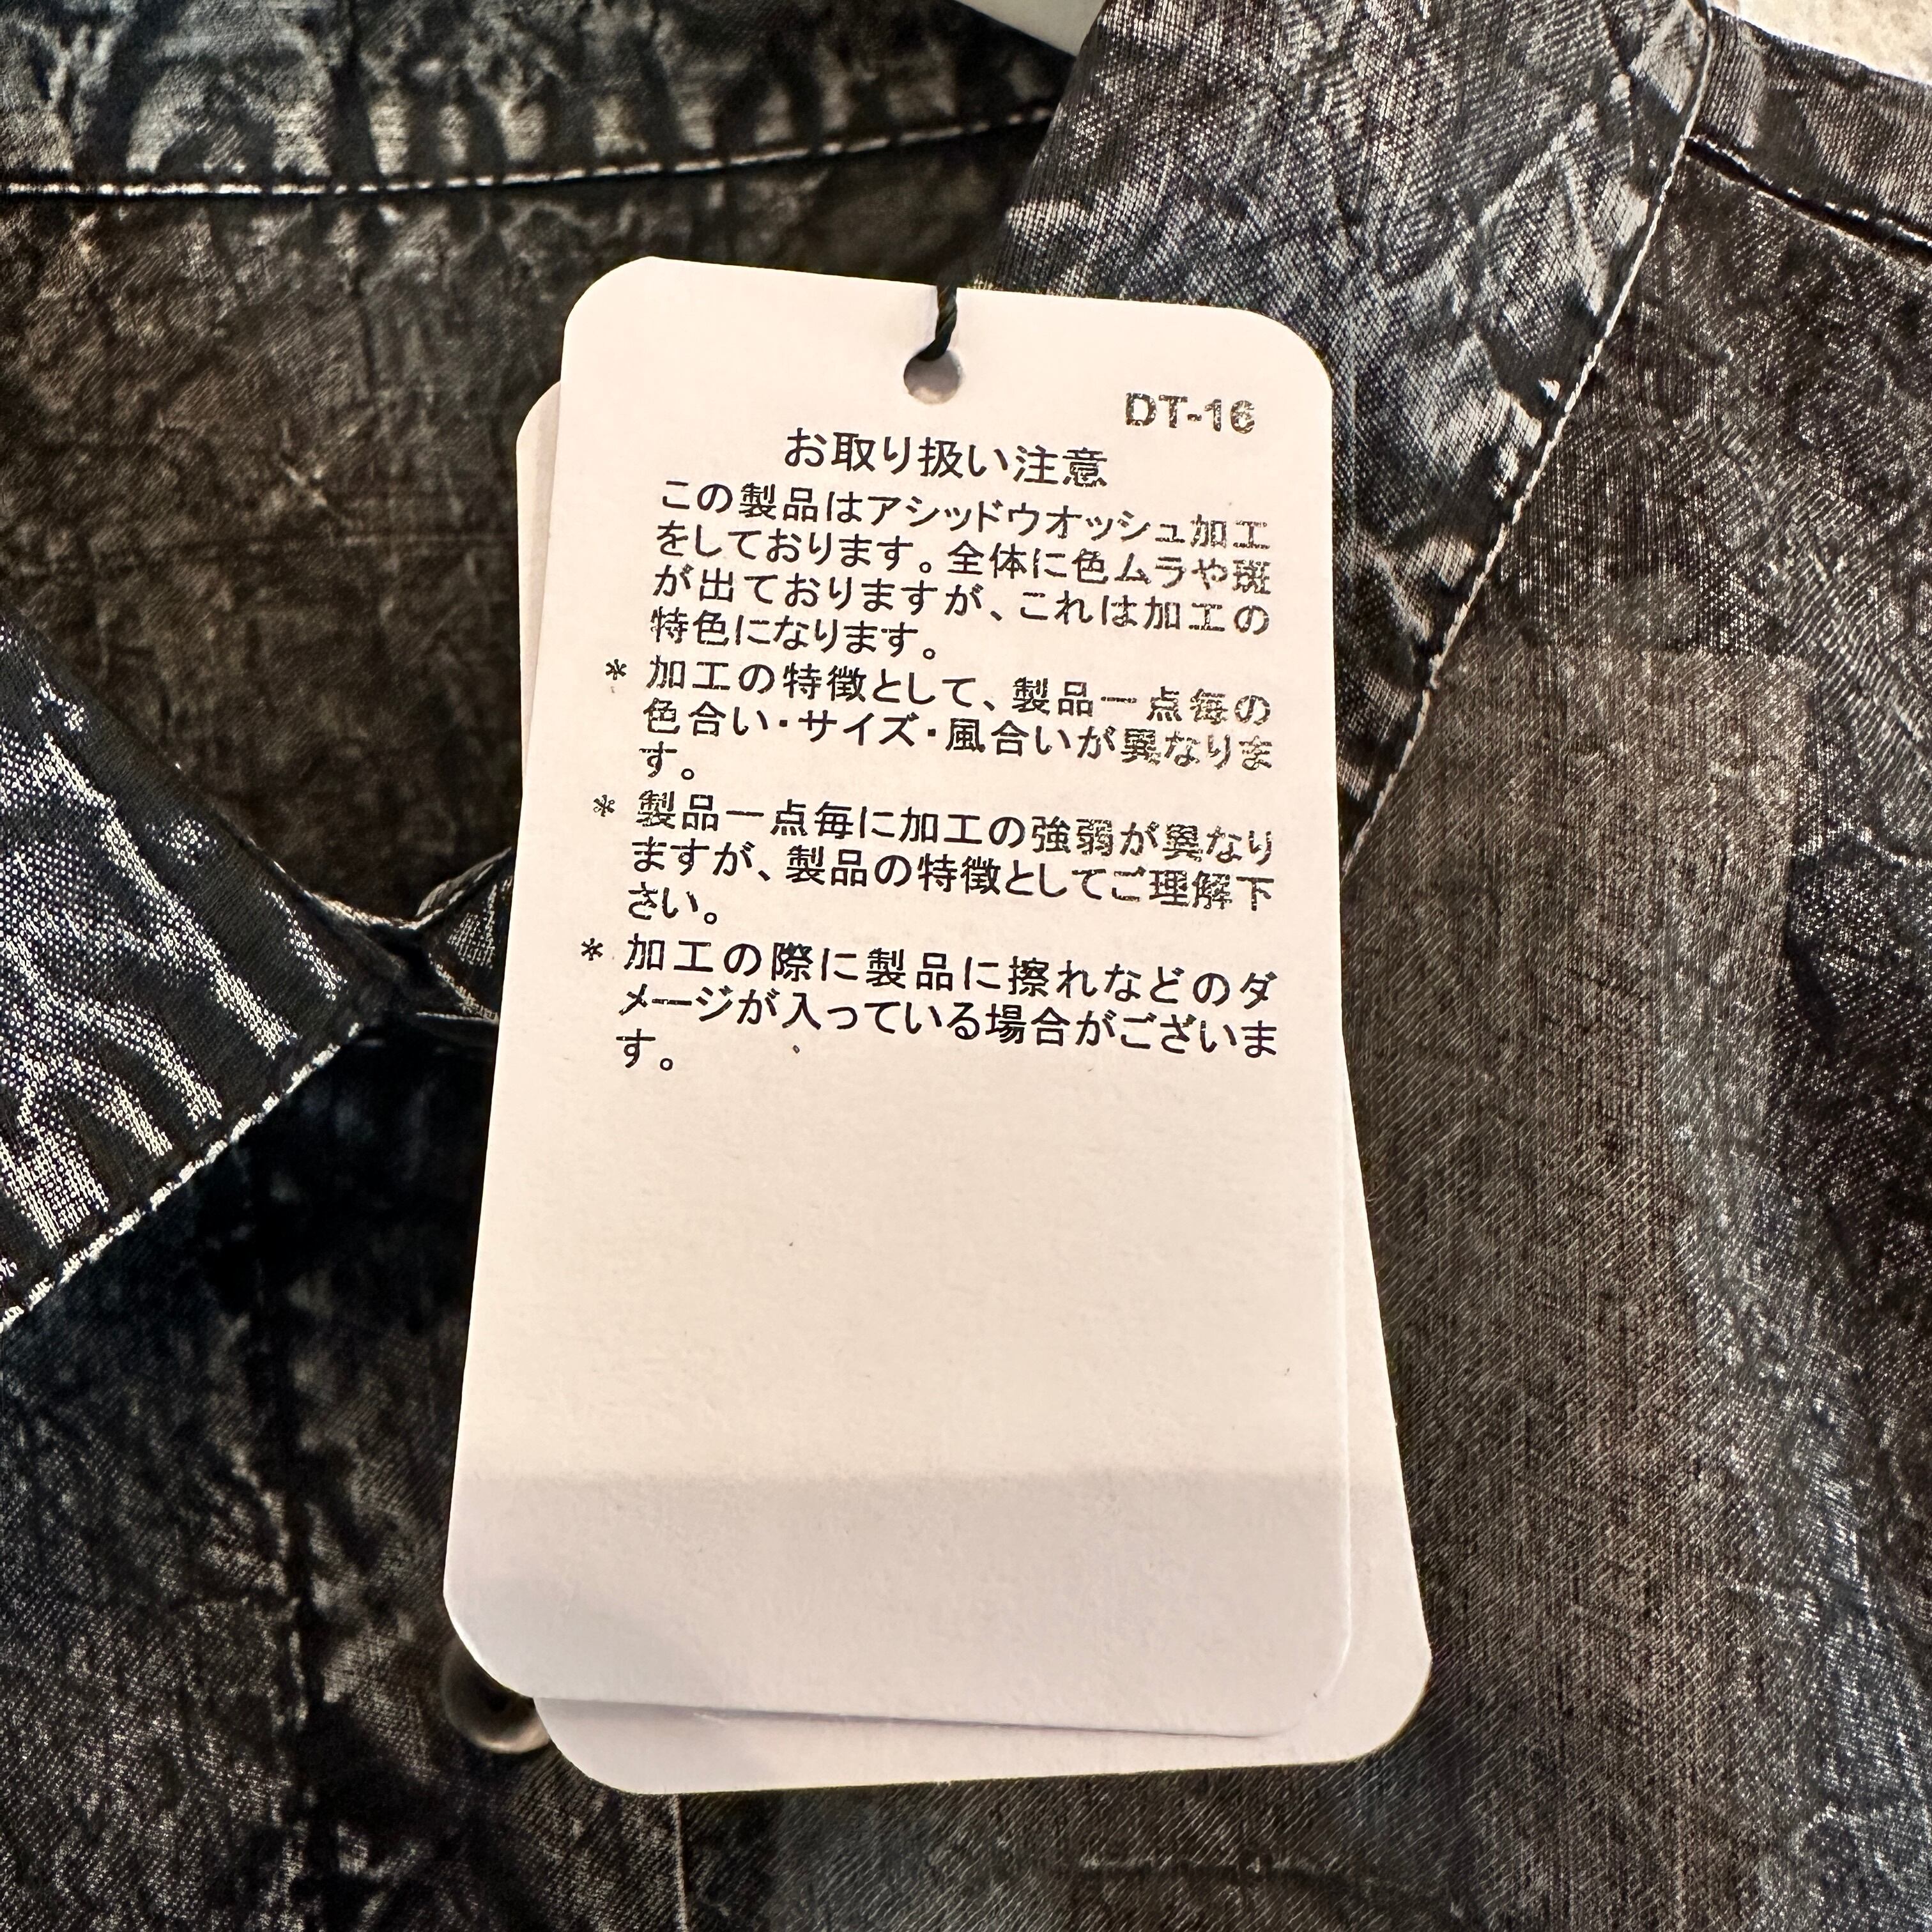 DT-16
お取り扱い注意
この製品はアシッドウオッシュ加工
をしております。全体に色ムラや斑
が出ておりますが、これは加工の
特色になります。
* 加工の特徴として、製品一点毎の
色合い・サイズ・風合いが異なりま
す。
* 製品一点毎に加工の強弱が異なり
ますが、製品の特徴としてご理解下
さい。
* 加工の際に製品に擦れなどのダ
メージが入っている場合がございま
す。